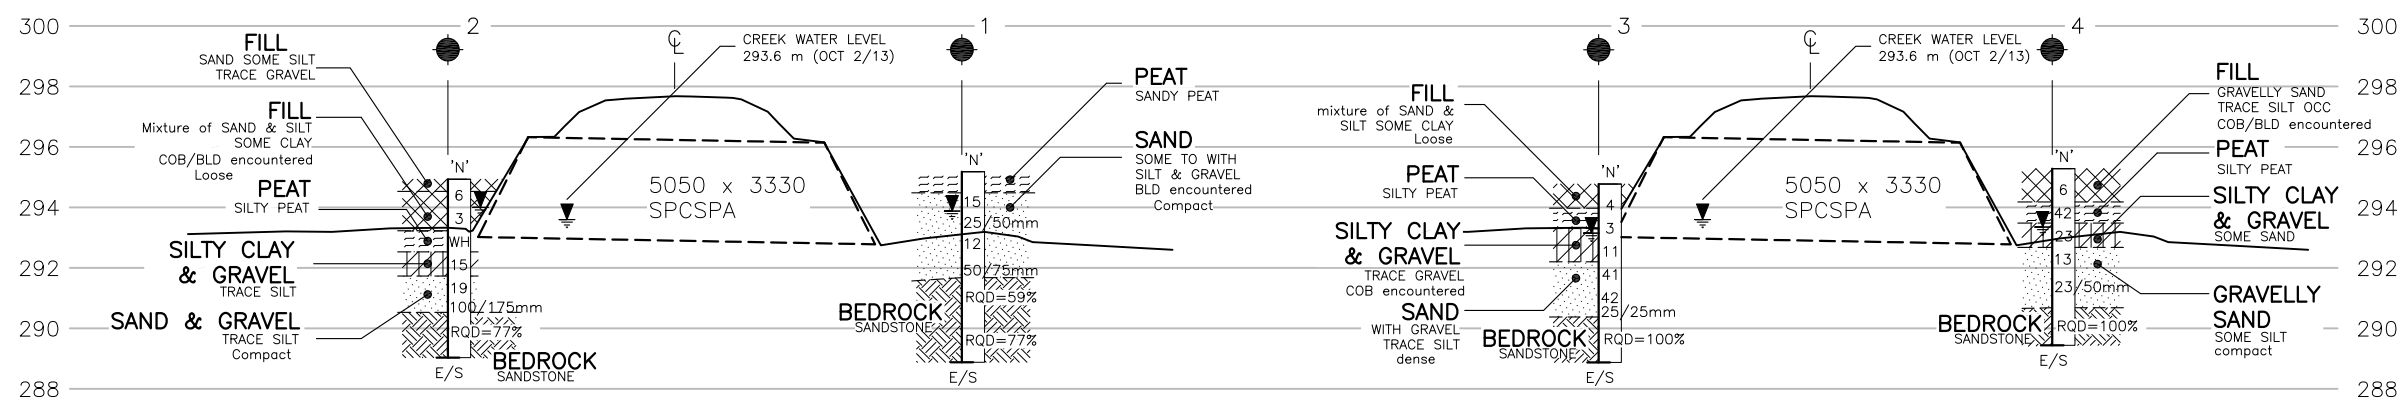 300
298
296
294
292
290
288
2
FILL
SAND SOME SILT
TRACE GRAVEL
FILL
Mixture of SAND & SILT
SOME CLAY
COB/BLD encountered
Loose
PEAT
SILTY PEAT
SILTY CLAY
& GRAVEL
TRACE SILT
SAND & GRAVEL
TRACE SILT
Compact
'N'
6
3
WH
15
19
100/175mm
RQD=77%
E/S
BEDROCK
SANDSTONE
℄
CREEK WATER LEVEL
293.6 m (OCT 2/13)
5050 x 3330
SPCSPA
1
'N'
15
25/50mm
12
50/75mm
RQD=59%
RQD=77%
E/S
BEDROCK
SANDSTONE
PEAT
SANDY PEAT
SAND
SOME TO WITH
SILT & GRAVEL
BLD encountered
Compact
3
FILL
mixture of SAND &
SILT SOME CLAY
Loose
PEAT
SILTY PEAT
SILTY CLAY
& GRAVEL
TRACE GRAVEL
COB encountered
SAND
WITH GRAVEL
TRACE SILT
dense
BEDROCK
SANDSTONE
'N'
4
3
11
41
42
25/25mm
RQD=100%
E/S
℄
CREEK WATER LEVEL
293.6 m (OCT 2/13)
5050 x 3330
SPCSPA
4
'N'
6
42
23
13
23/50mm
RQD=100%
E/S
BEDROCK
SANDSTONE
FILL
GRAVELLY SAND
TRACE SILT OCC
COB/BLD encountered
PEAT
SILTY PEAT
SILTY CLAY
& GRAVEL
SOME SAND
GRAVELLY
SAND
SOME SILT
compact
300
298
296
294
292
290
288